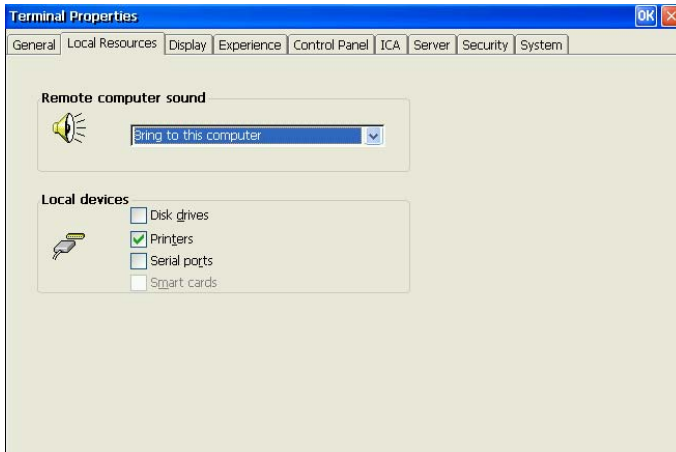 Terminal Properties OK
General Local Resources Display Experience Control Panel ICA Server Security System
Remote computer sound
Bring to this computer
Local devices
Disk drives
Printers
Serial ports
Smart cards